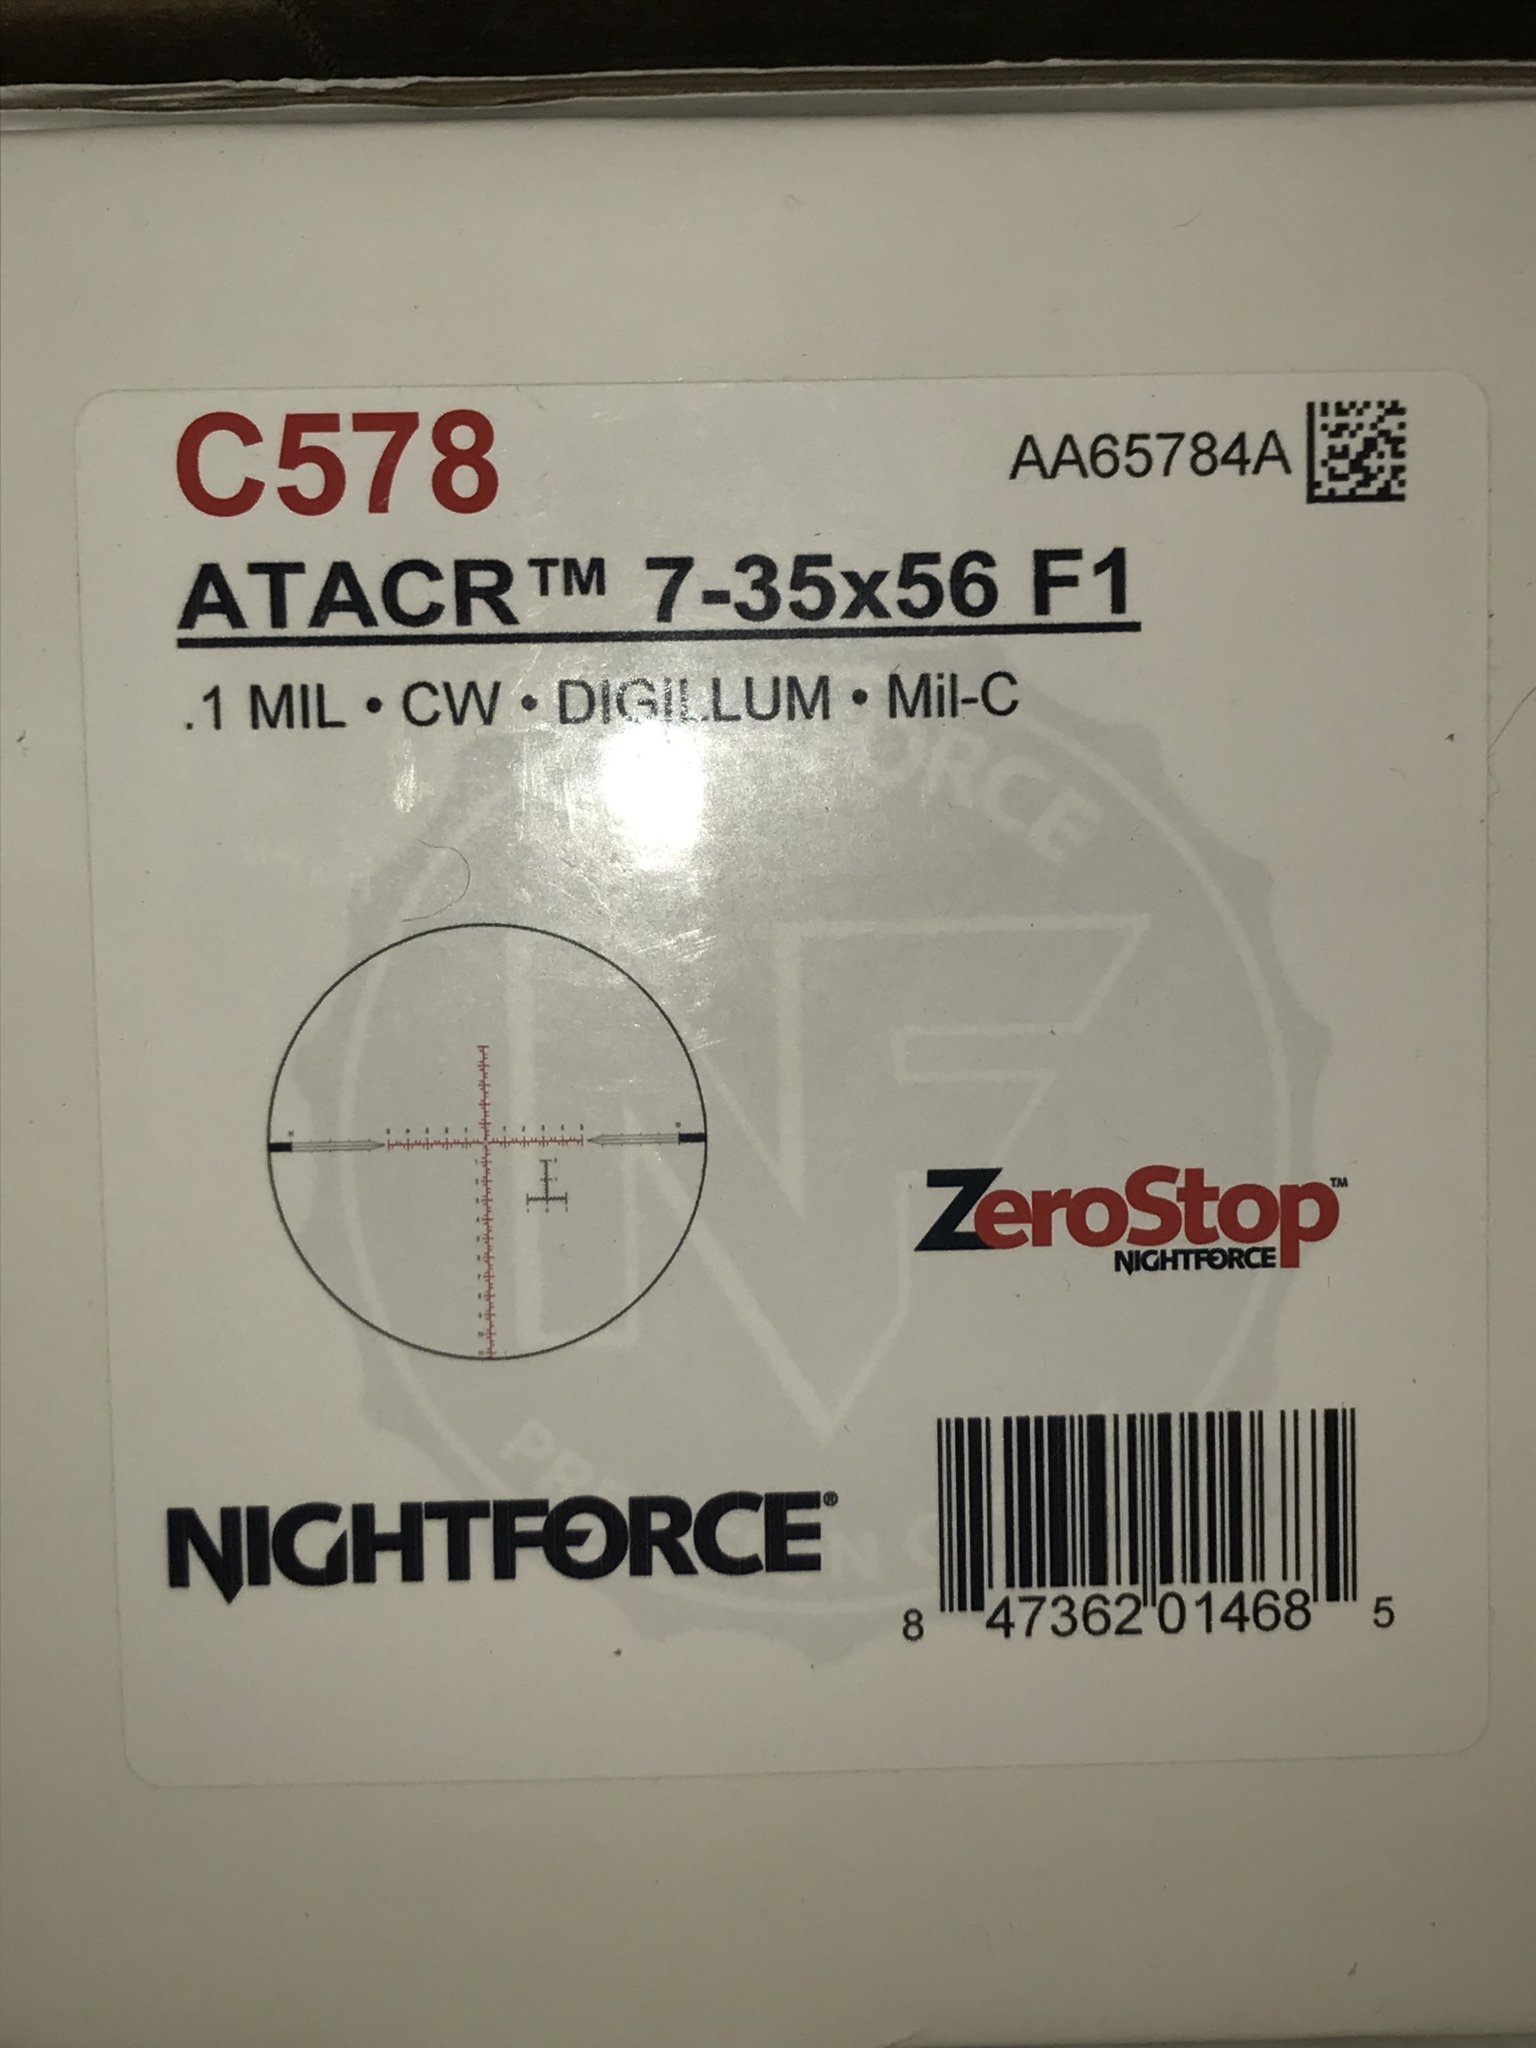 C578
AA65784A
ATACR™ 7-35x56 F1
.1 MIL • CW • DIGILLUM • Mil-C
ZeroStop™
NIGHTFORCE
NIGHTFORCE®
8 47362 01468 5